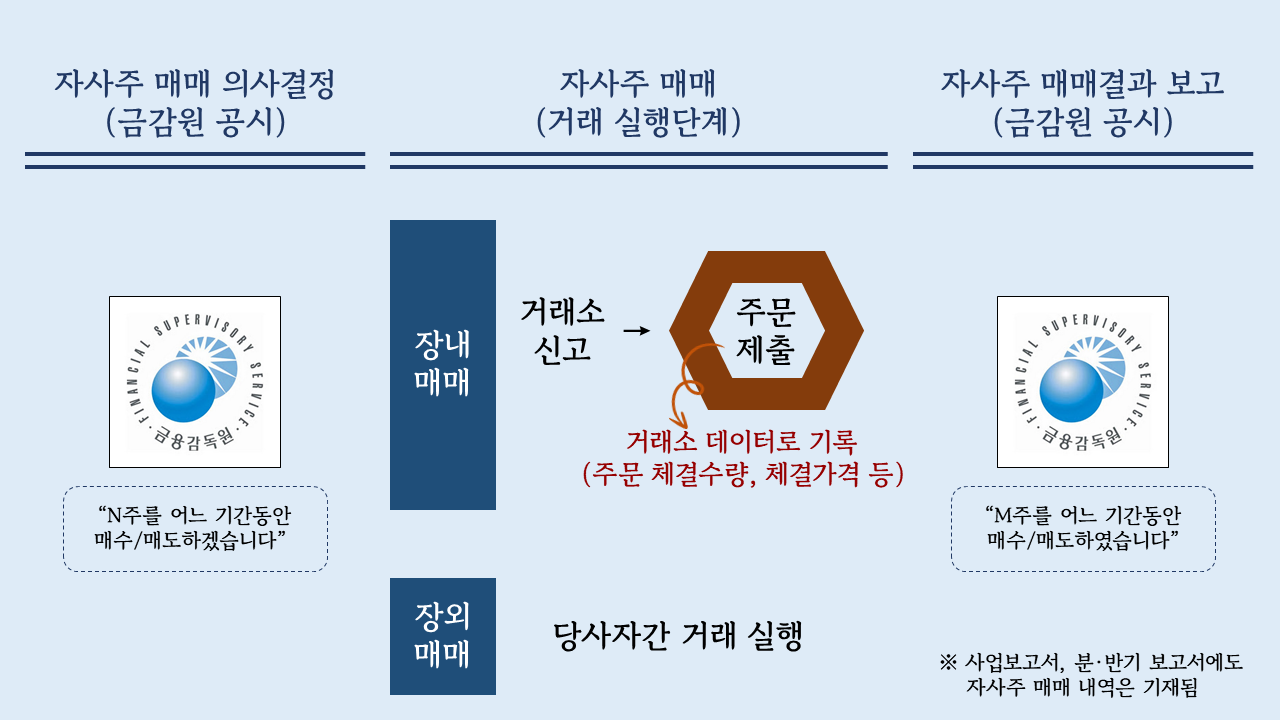 자사주 매매 의사결정
(금감원 공시)
자사주 매매
(거래 실행단계)
자사주 매매결과 보고
(금감원 공시)
FINANCIAL SUPERVISORY SERVICE
금융감독원
“N주를 어느 기간동안
매수/매도하겠습니다”
장내
매매
거래소
신고
주문
제출
거래소 데이터로 기록
(주문 체결수량, 체결가격 등)
장외
매매
당사자간 거래 실행
FINANCIAL SUPERVISORY SERVICE
금융감독원
“M주를 어느 기간동안
매수/매도하였습니다”
※ 사업보고서, 분·반기 보고서에도
자사주 매매 내역은 기재됨